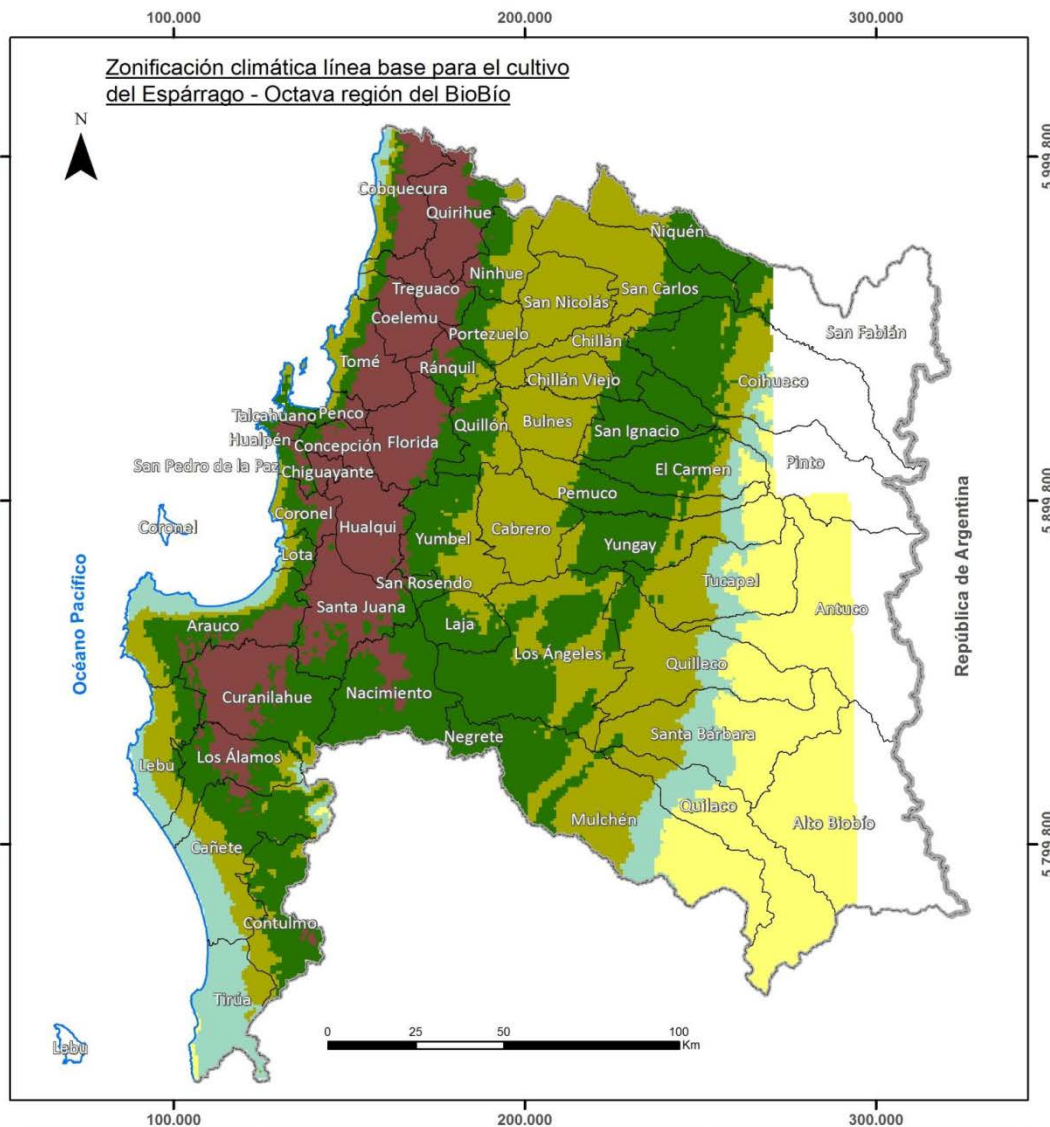 100.000
200.000
300.000
Zonificación climática línea base para el cultivo
del Espárrago - Octava región del BioBío
N
5.999.800
Cobquecura
Quirihue
Ñiquén
Ninhue
Treguaco
San Carlos
San Nicolás
Coelemu
San Fabián
Portezuelo
Chillán
Tomé
Ránquil
Chillán Viejo
Coihueco
Talcahuano
Penco
Quillón
Bulnes
San Ignacio
Hualpén
Concepción
Florida
San Pedro de la Paz
Chiguayante
El Carmen
Pinto
Pemuco
5.899.800
Coronel
Coronel
Hualqui
Yumbel
Cabrero
Yungay
Lota
San Rosendo
Tucapel
Santa Juana
Antuco
Arauco
Laja
Los Ángeles
Quilleco
Océano Pacífico
República de Argentina
Curanilahue
Nacimiento
Negrete
Santa Bárbara
Lebu
Los Álamos
Mulchén
Quilaco
Alto Biobío
5.799.800
Cañete
Contulmo
Tirúa
Lebu
0
25
50
100
Km
100.000
200.000
300.000